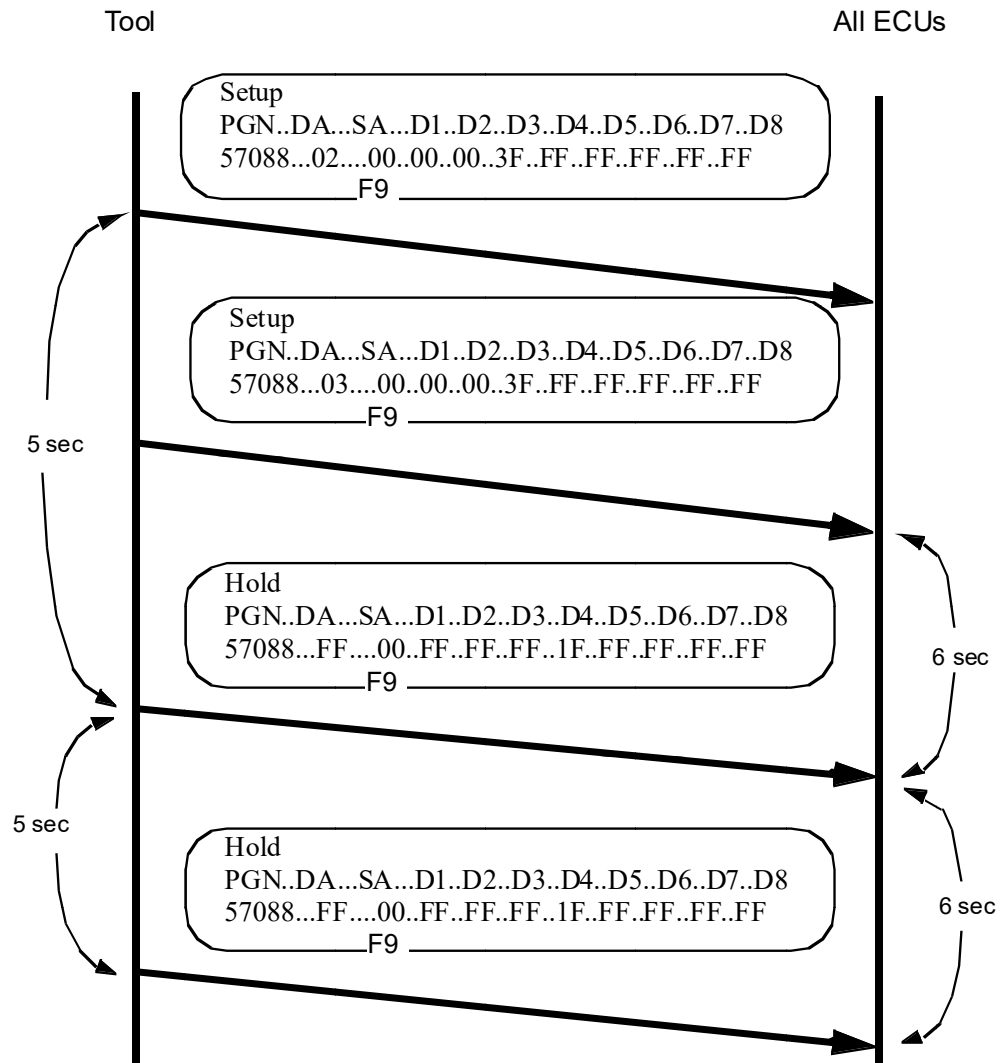 Tool
All ECUs
Setup
PGN..DA...SA...D1..D2..D3..D4..D5..D6..D7..D8
57088...02....00..00..00..3F..FF..FF..FF..FF..FF
F9
Setup
PGN..DA...SA...D1..D2..D3..D4..D5..D6..D7..D8
57088...03....00..00..00..3F..FF..FF..FF..FF..FF
F9
5 sec
Hold
PGN..DA...SA...D1..D2..D3..D4..D5..D6..D7..D8
57088...FF....00..FF..FF..FF..1F..FF..FF..FF..FF
F9
6 sec
5 sec
Hold
PGN..DA...SA...D1..D2..D3..D4..D5..D6..D7..D8
57088...FF....00..FF..FF..FF..1F..FF..FF..FF..FF
F9
6 sec